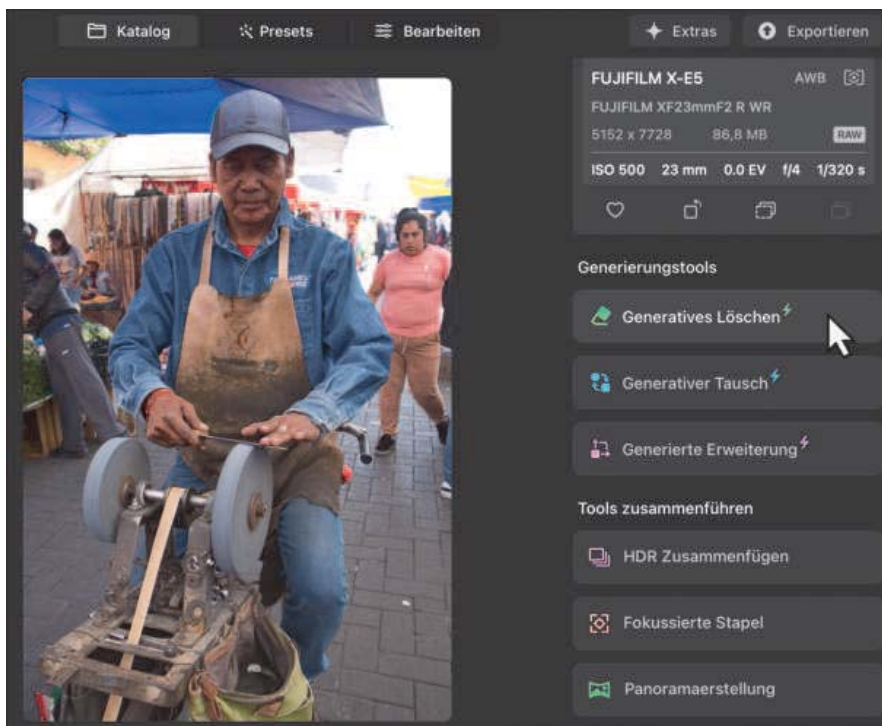 Katalog
Presets
Bearbeiten
Extras
Exportieren
FUJIFILM X-E5
AWB
FUJIFILM XF23mmF2 R WR
5152 x 7728
86,8 MB
RAW
ISO 500
23 mm
0.0 EV
f/4
1/320 s
Generierungstools
Generatives Löschen
Generativer Tausch
Generierte Erweiterung
Tools zusammenführen
HDR Zusammenfügen
Fokussierte Stapel
Panoramaerstellung